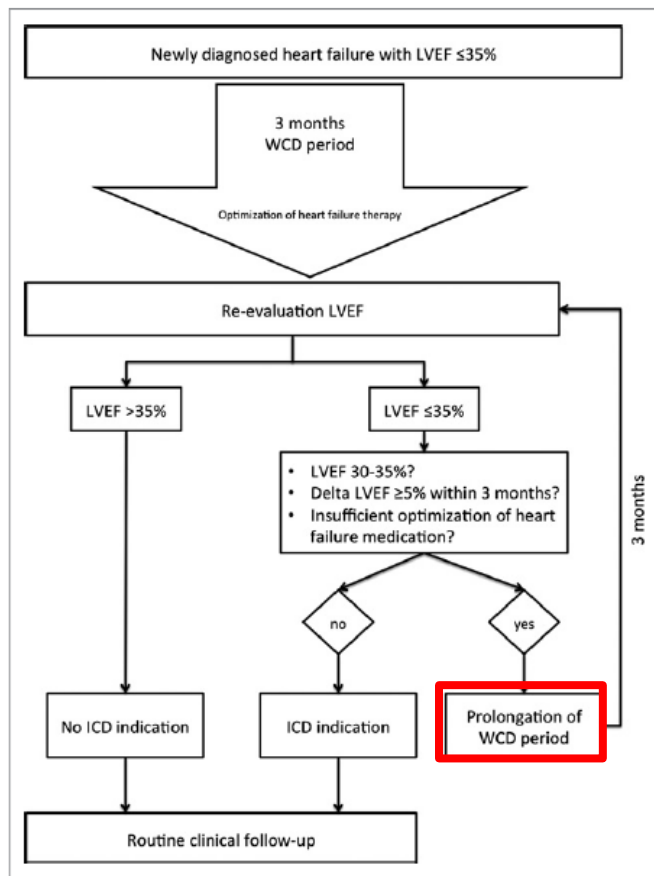 Newly diagnosed heart failure with LVEF ≤35%
3 months
WCD period
Optimization of heart failure therapy
Re-evaluation LVEF
LVEF >35%
LVEF ≤35%
• LVEF 30-35%?
• Delta LVEF ≥5% within 3 months?
• Insufficient optimization of heart
failure medication?
3 months
no
yes
No ICD indication
ICD indication
Prolongation of
WCD period
Routine clinical follow-up